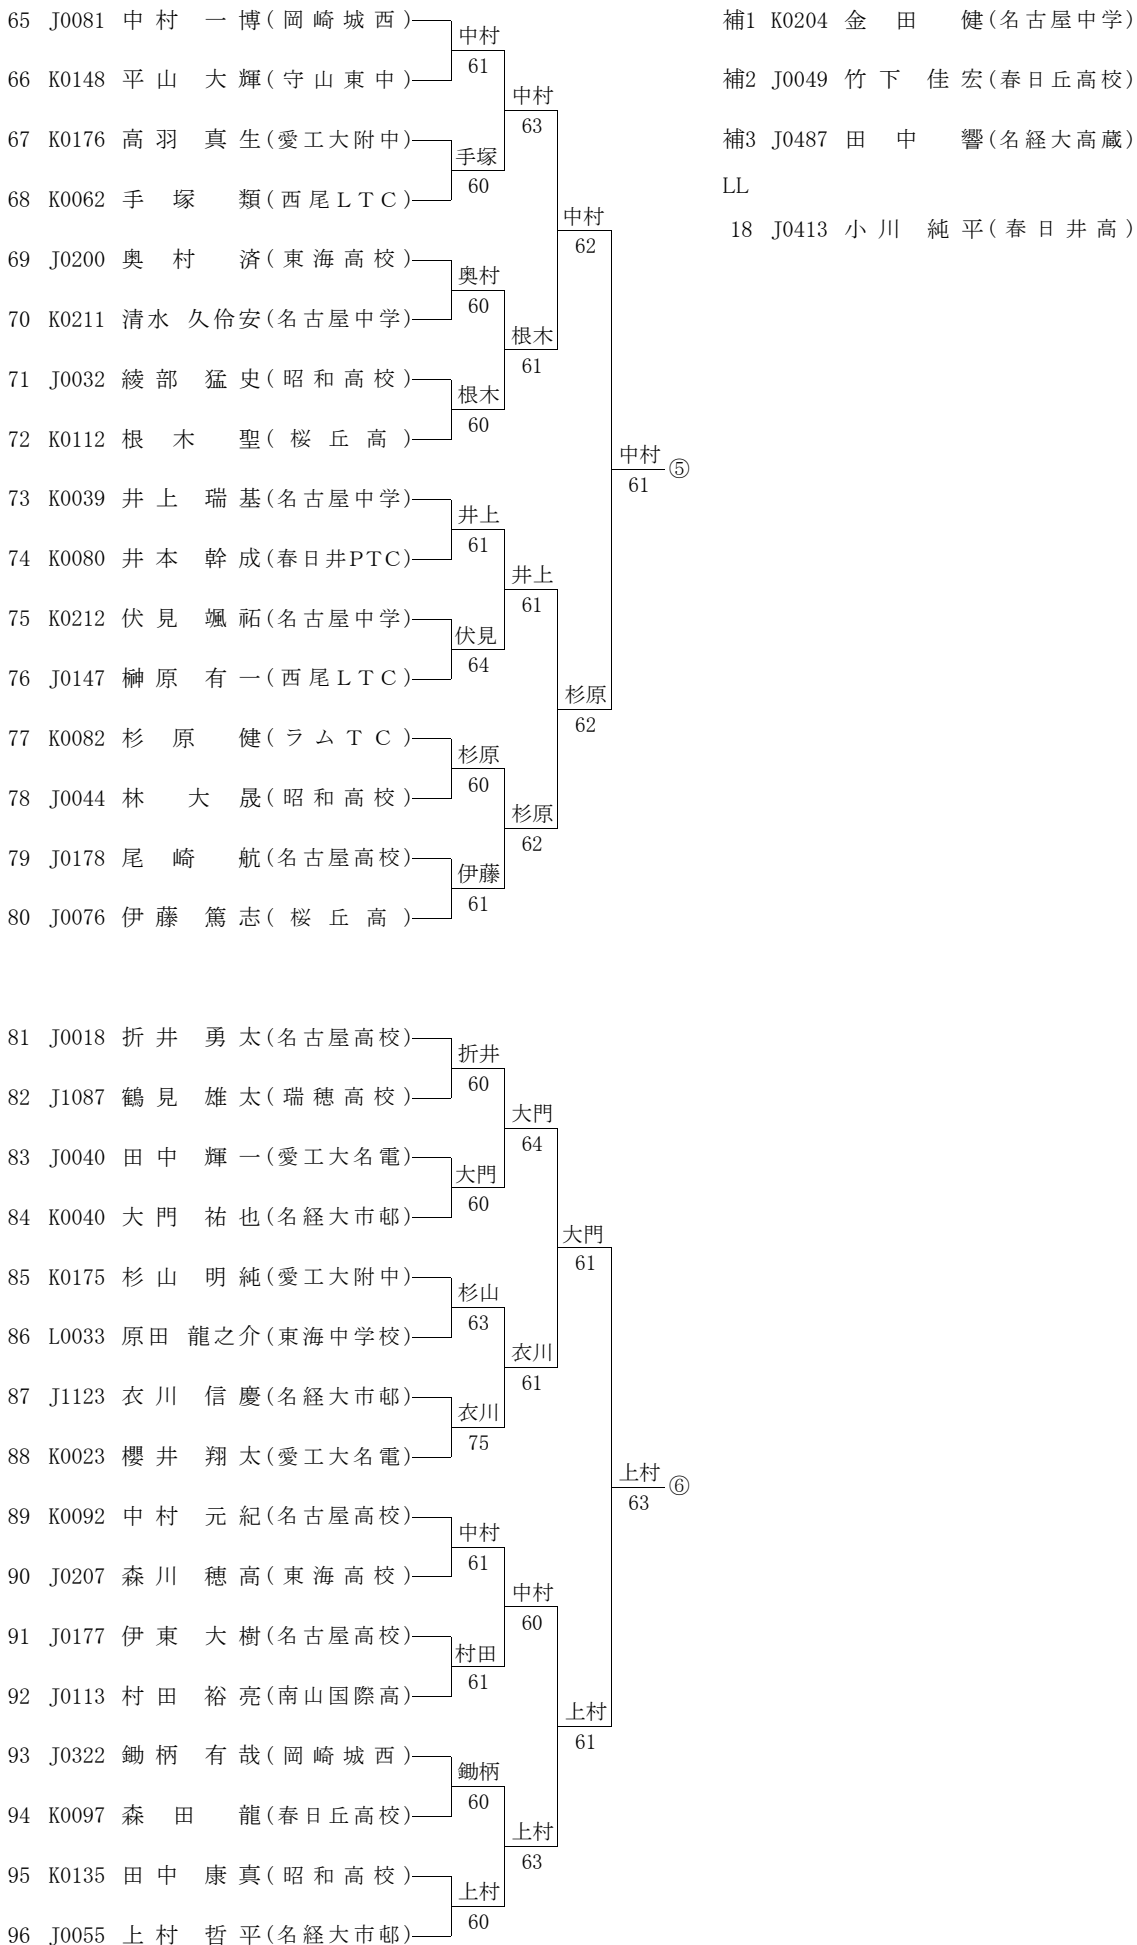 65 J0081 中村 一博(岡崎城西)
中村
61
66 K0148 平山 大輝(守山東中)
中村
63
67 K0176 高羽 真生(愛工大附中)
手塚
60
68 K0062 手塚 類(西尾LTC)
中村
62
69 J0200 奥村 済(東海高校)
奥村
60
70 K0211 清水 久伶安(名古屋中学)
根木
61
71 J0032 綾部 猛史(昭和高校)
根木
60
72 K0112 根木 聖(桜丘高)
中村 ⑤
61
73 K0039 井上 瑞基(名古屋中学)
井上
61
74 K0080 井本 幹成(春日井PTC)
井上
61
75 K0212 伏見 颯祏(名古屋中学)
伏見
64
76 J0147 榊原 有一(西尾LTC)
杉原
62
77 K0082 杉原 健(ラムTC)
杉原
60
78 J0044 林 大晟(昭和高校)
杉原
62
79 J0178 尾崎 航(名古屋高校)
伊藤
61
80 J0076 伊藤 篤志(桜丘高)
81 J0018 折井 勇太(名古屋高校)
折井
60
82 J1087 鶴見 雄太(瑞穂高校)
大門
64
83 J0040 田中 輝一(愛工大名電)
大門
60
84 K0040 大門 祐也(名経大市邨)
大門
61
85 K0175 杉山 明純(愛工大附中)
杉山
63
86 L0033 原田 龍之介(東海中学校)
衣川
61
87 J1123 衣川 信慶(名経大市邨)
衣川
75
88 K0023 櫻井 翔太(愛工大名電)
上村 ⑥
63
89 K0092 中村 元紀(名古屋高校)
中村
61
90 J0207 森川 穂高(東海高校)
中村
60
91 J0177 伊東 大樹(名古屋高校)
村田
61
92 J0113 村田 裕亮(南山国際高)
上村
61
93 J0322 鋤柄 有哉(岡崎城西)
鋤柄
60
94 K0097 森田 龍(春日丘高校)
上村
63
95 K0135 田中 康真(昭和高校)
上村
60
96 J0055 上村 哲平(名経大市邨)
補1 K0204 金田 健(名古屋中学)
補2 J0049 竹下 佳宏(春日丘高校)
補3 J0487 田中 響(名経大高蔵)
LL
18 J0413 小川 純平(春日井高)